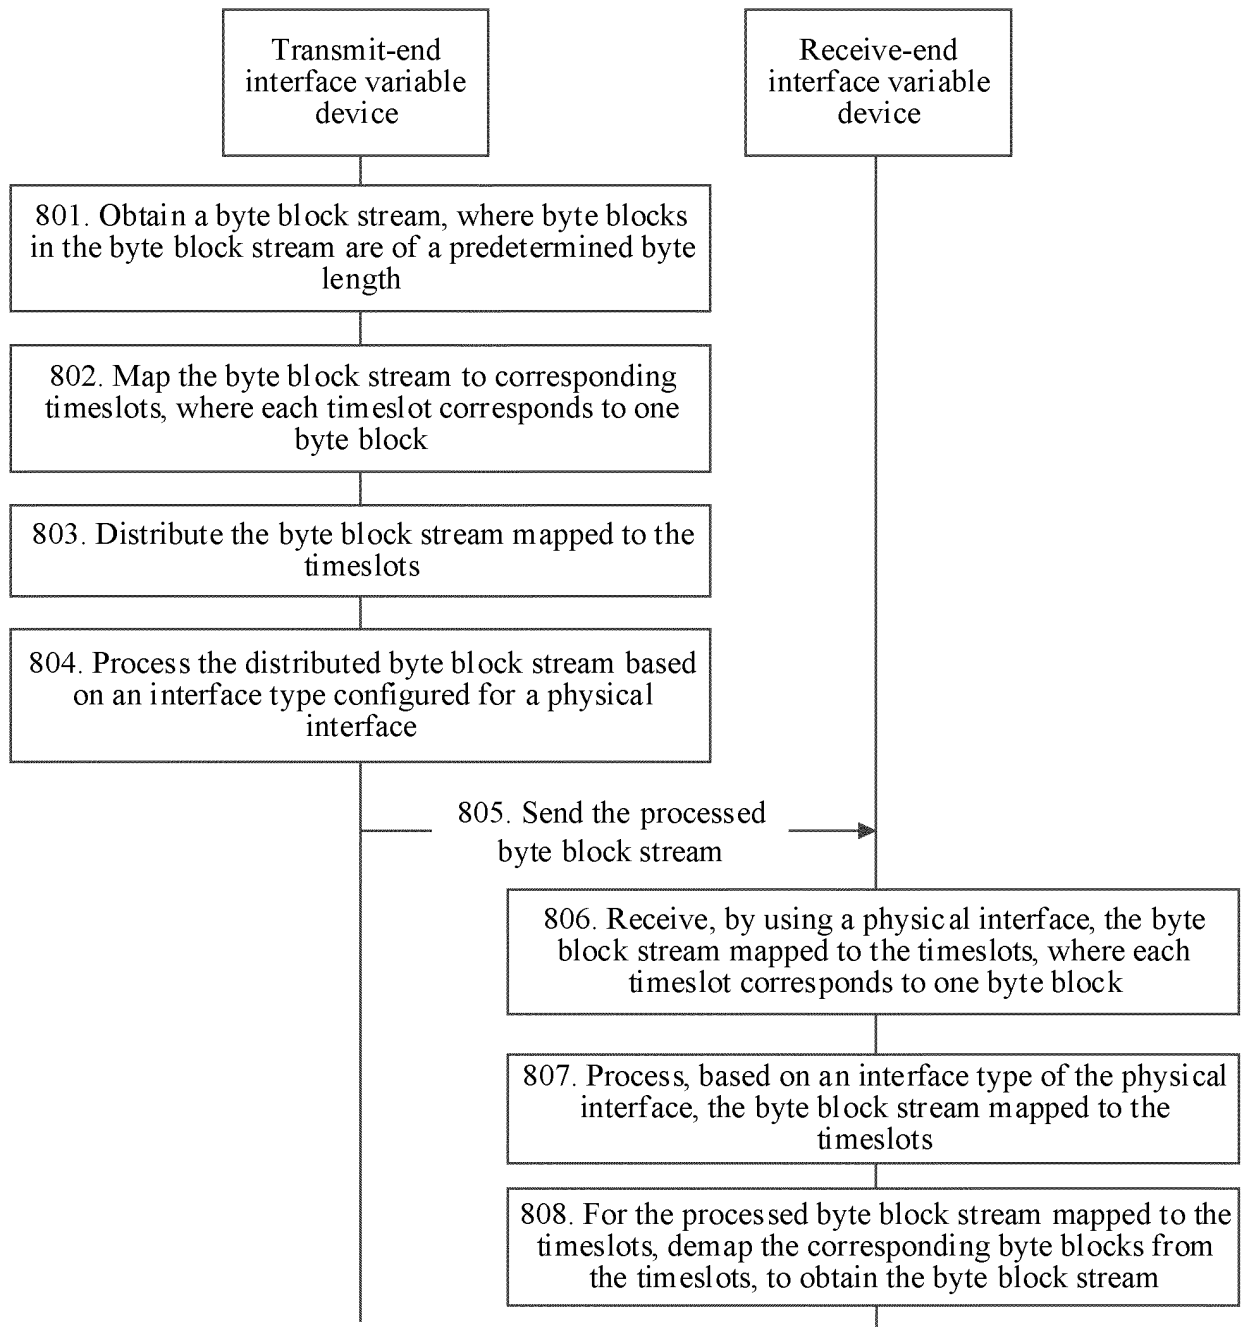 Transmit-end
interface variable
device
Receive-end
interface variable
device
801. Obtain a byte block stream, where byte blocks
in the byte block stream are of a predetermined byte
length
802. Map the byte block stream to corresponding
timeslots, where each timeslot corresponds to one
byte block
803. Distribute the byte block stream mapped to the
timeslots
804. Process the distributed byte block stream based
on an interface type configured for a physical
interface
805. Send the processed
byte block stream
806. Receive, by using a physical interface, the byte
block stream mapped to the timeslots, where each
timeslot corresponds to one byte block
807. Process, based on an interface type of the physical
interface, the byte block stream mapped to the
timeslots
808. For the processed byte block stream mapped to the
timeslots, demap the corresponding byte blocks from
the timeslots, to obtain the byte block stream